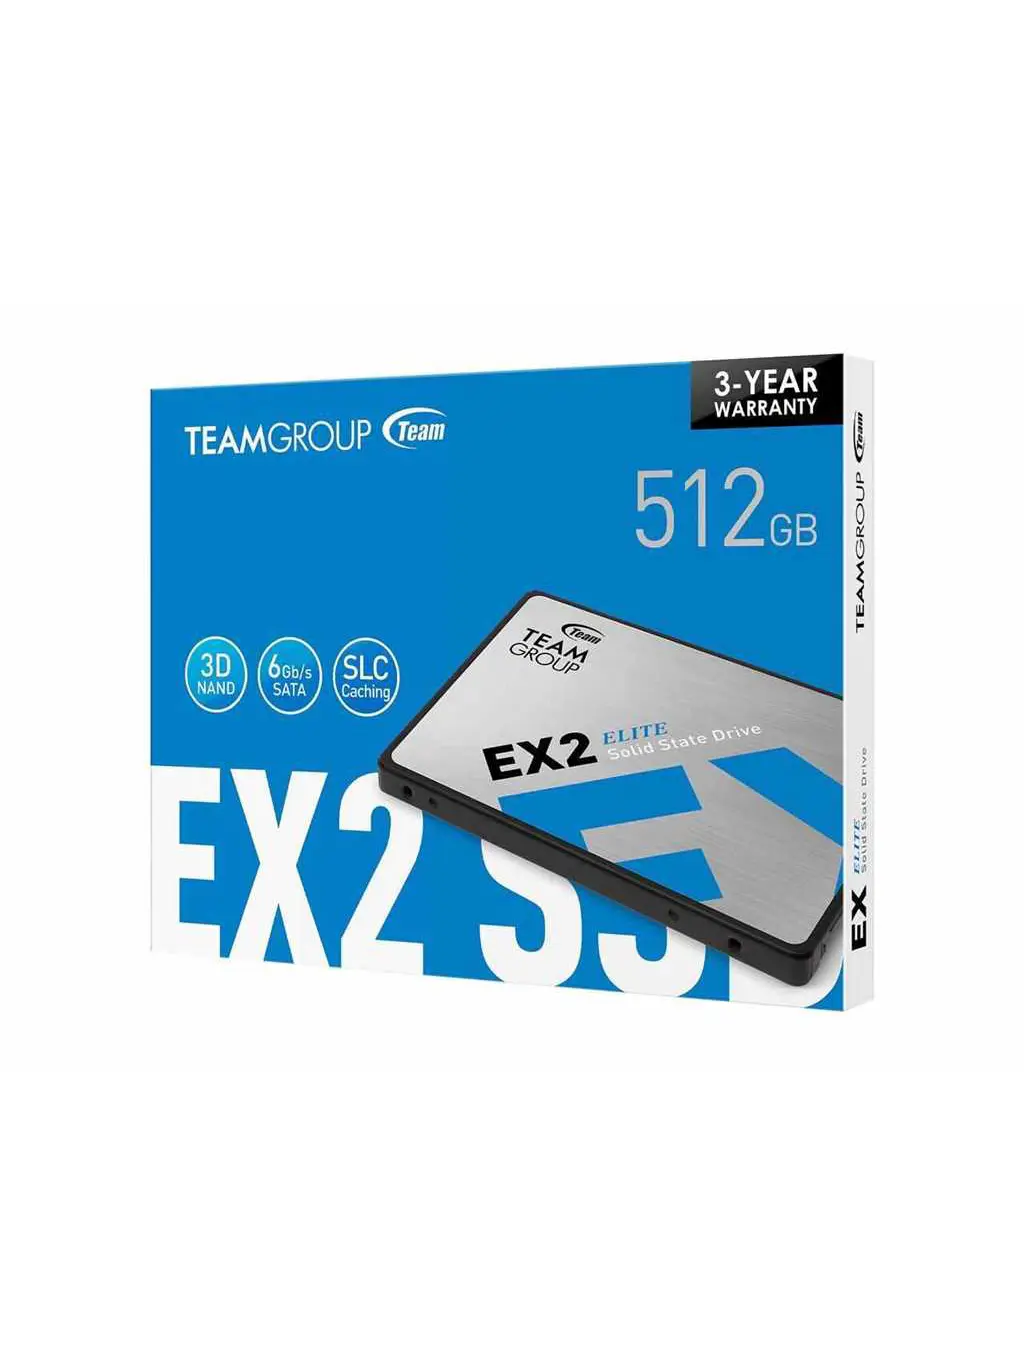 3-YEAR
WARRANTY
TEAMGROUP Team
512GB
3D
NAND
6Gb/s
SATA
SLC
Caching
Team
TEAM
GROUP
EX2 ELITE
Solid State Drive
EX2 SSD
TEAMGROUP Team
EX ELITE
Solid State Drive